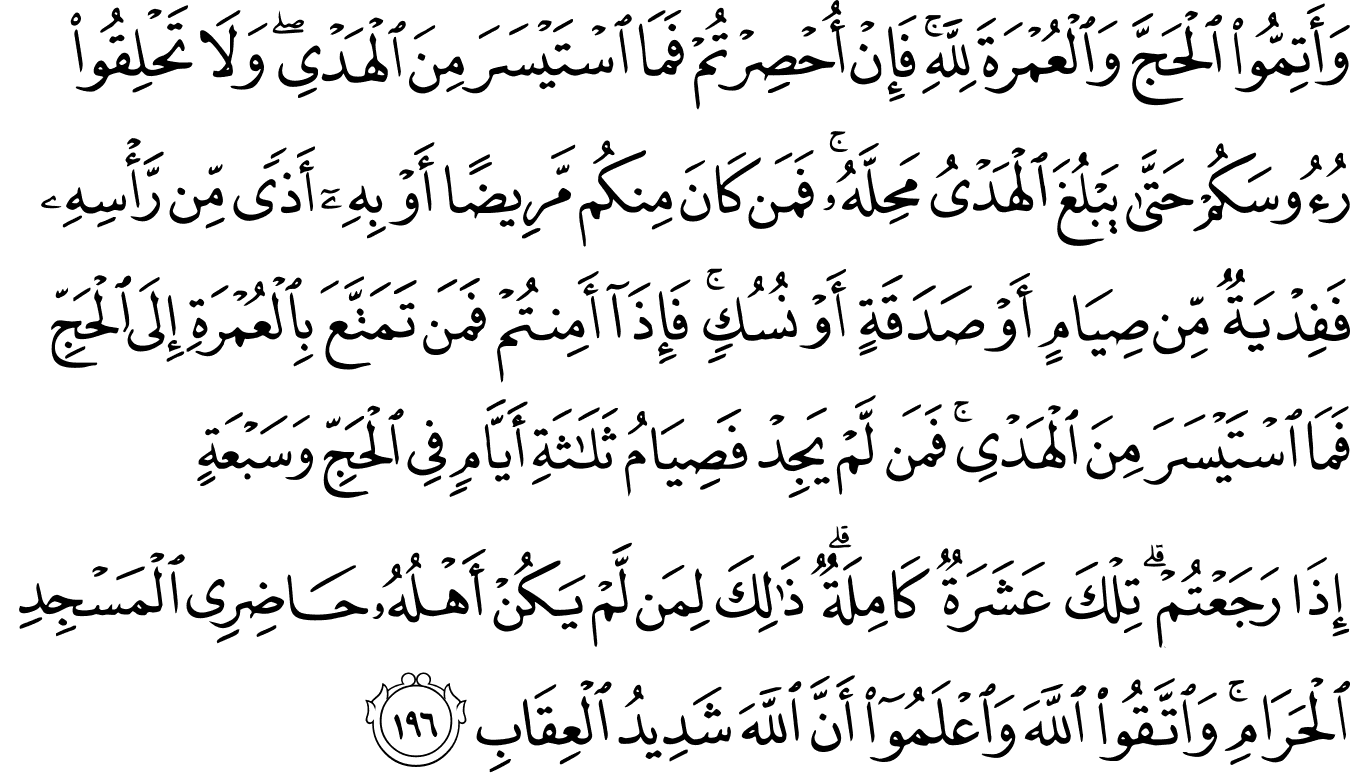 وَأَتِمُّوا۟ ٱلْحَجَّ وَٱلْعُمْرَةَ لِلَّهِ ۚ فَإِنْ أُحْصِرْتُمْ فَمَا ٱسْتَيْسَرَ مِنَ ٱلْهَدْىِ ۖ وَلَا تَحْلِقُوا۟
رُءُوسَكُمْ حَتَّىٰ يَبْلُغَ ٱلْهَدْىُ مَحِلَّهُۥ ۚ فَمَن كَانَ مِنكُم مَّرِيضًا أَوْ بِهِۦٓ أَذًى مِّن رَّأْسِهِۦ
فَفِدْيَةٌ مِّن صِيَامٍ أَوْ صَدَقَةٍ أَوْ نُسُكٍ ۚ فَإِذَآ أَمِنتُمْ فَمَن تَمَتَّعَ بِٱلْعُمْرَةِ إِلَى ٱلْحَجِّ
فَمَا ٱسْتَيْسَرَ مِنَ ٱلْهَدْىِ ۚ فَمَن لَّمْ يَجِدْ فَصِيَامُ ثَلَـٰثَةِ أَيَّامٍ فِى ٱلْحَجِّ وَسَبْعَةٍ
إِذَا رَجَعْتُمْ ۗ تِلْكَ عَشَرَةٌ كَامِلَةٌ ۗ ذَٰلِكَ لِمَن لَّمْ يَكُنْ أَهْلُهُۥ حَاضِرِى ٱلْمَسْجِدِ
ٱلْحَرَامِ ۚ وَٱتَّقُوا۟ ٱللَّهَ وَٱعْلَمُوٓا۟ أَنَّ ٱللَّهَ شَدِيدُ ٱلْعِقَابِ ١٩٦